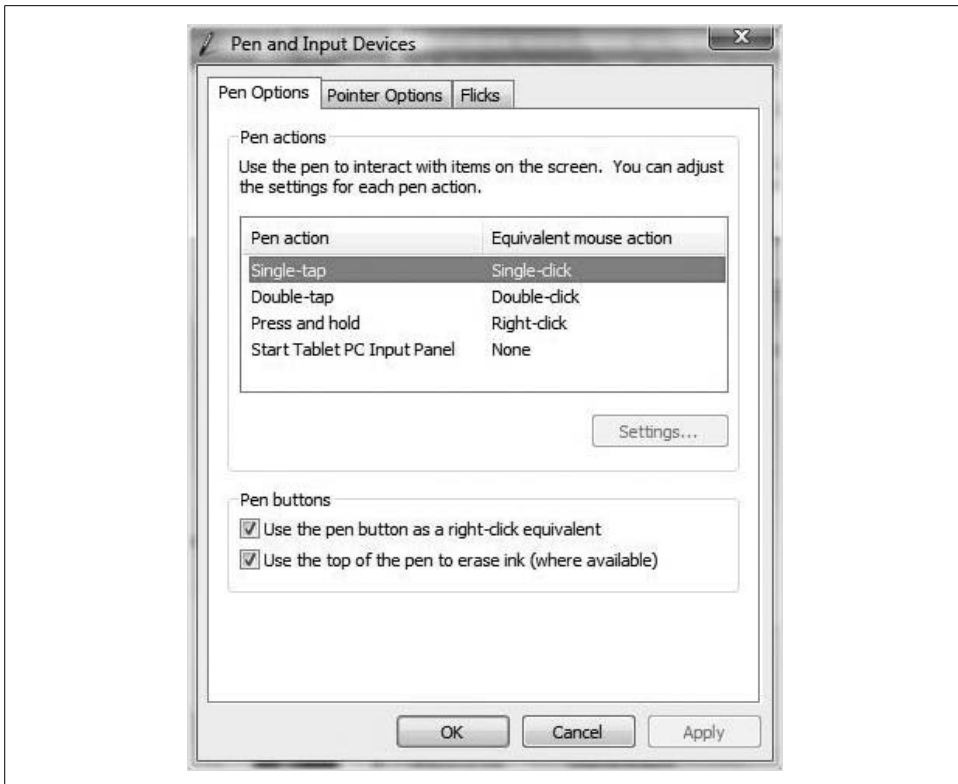 Pen and Input Devices
X
Pen Options Pointer Options Flicks
Pen actions
Use the pen to interact with items on the screen. You can adjust
the settings for each pen action.
Pen action Equivalent mouse action
Single-tap Single-click
Double-tap Double-click
Press and hold Right-click
Start Tablet PC Input Panel None
Settings...
Pen buttons
Use the pen button as a right-click equivalent
Use the top of the pen to erase ink (where available)
OK Cancel Apply